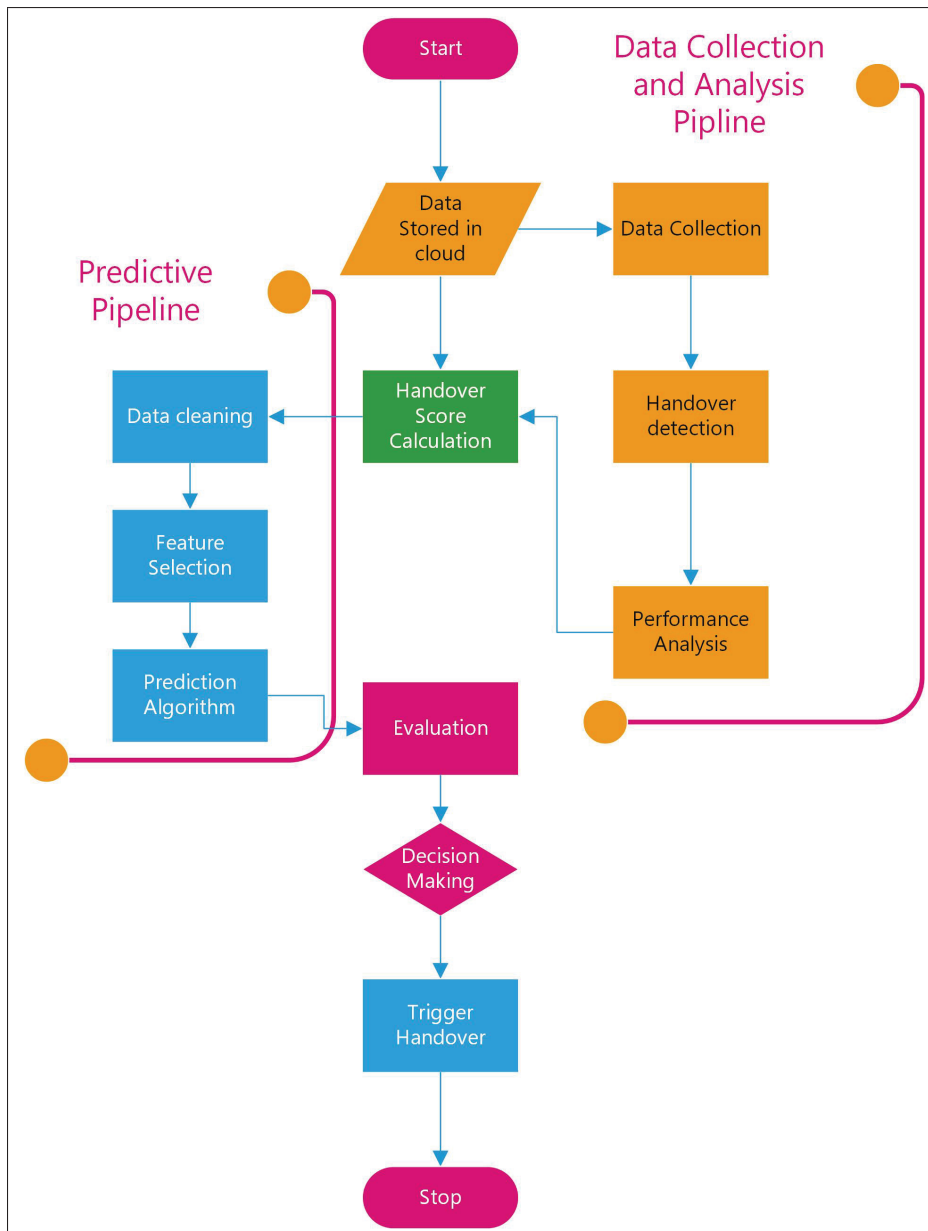 Start
Data Collection
and Analysis
Pipline
Data
Stored in
cloud
Data Collection
Predictive
Pipeline
Data cleaning
Handover
Score
Calculation
Handover
detection
Feature
Selection
Performance
Analysis
Prediction
Algorithm
Evaluation
Decision
Making
Trigger
Handover
Stop